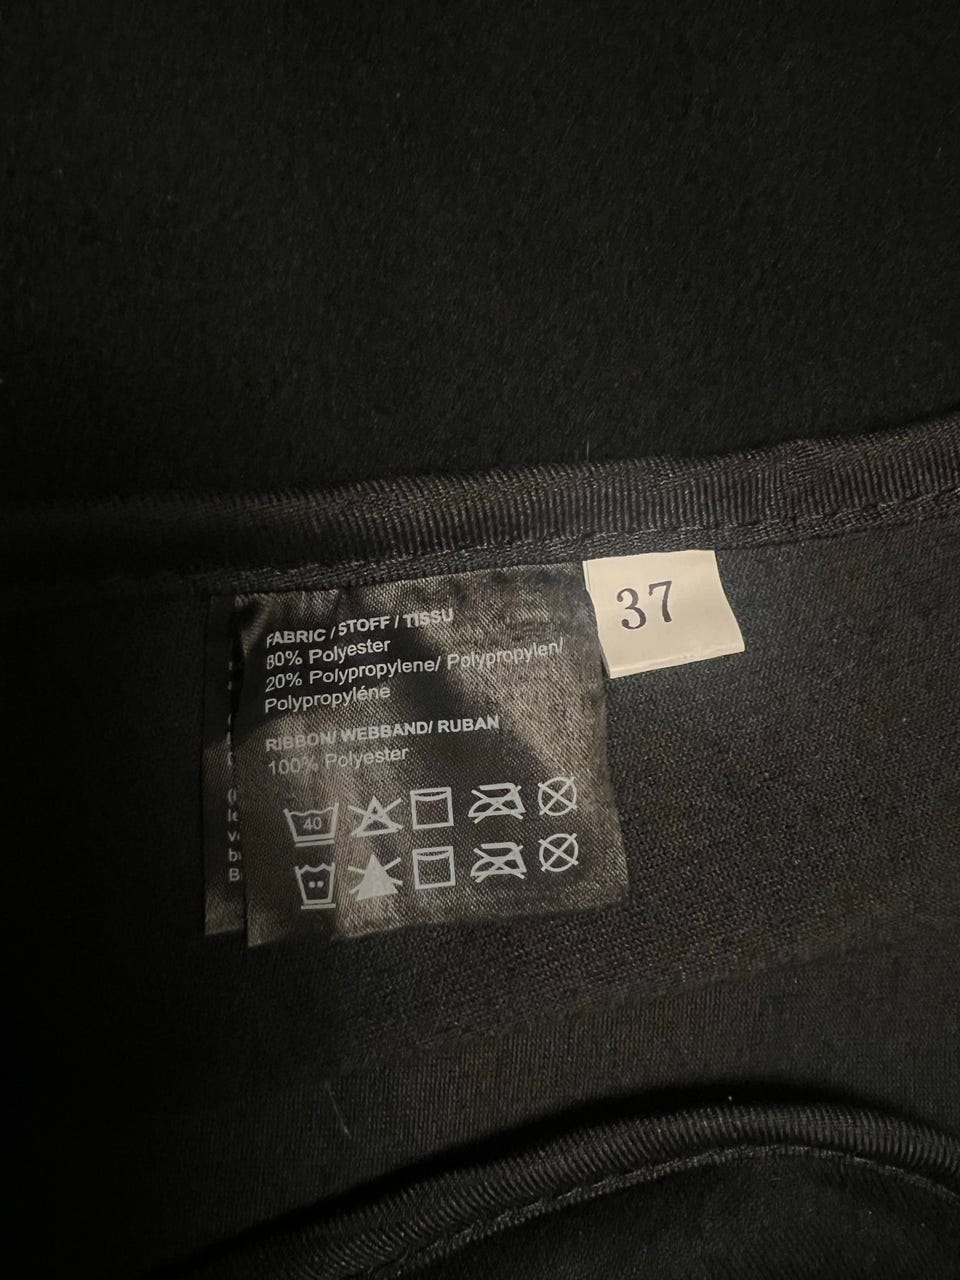 FABRIC / STOFF / TISSU
80% Polyester
20% Polypropylene/ Polypropylen/
Polypropyléne
RIBBON/ WEBBAND/ RUBAN
100% Polyester
40
37